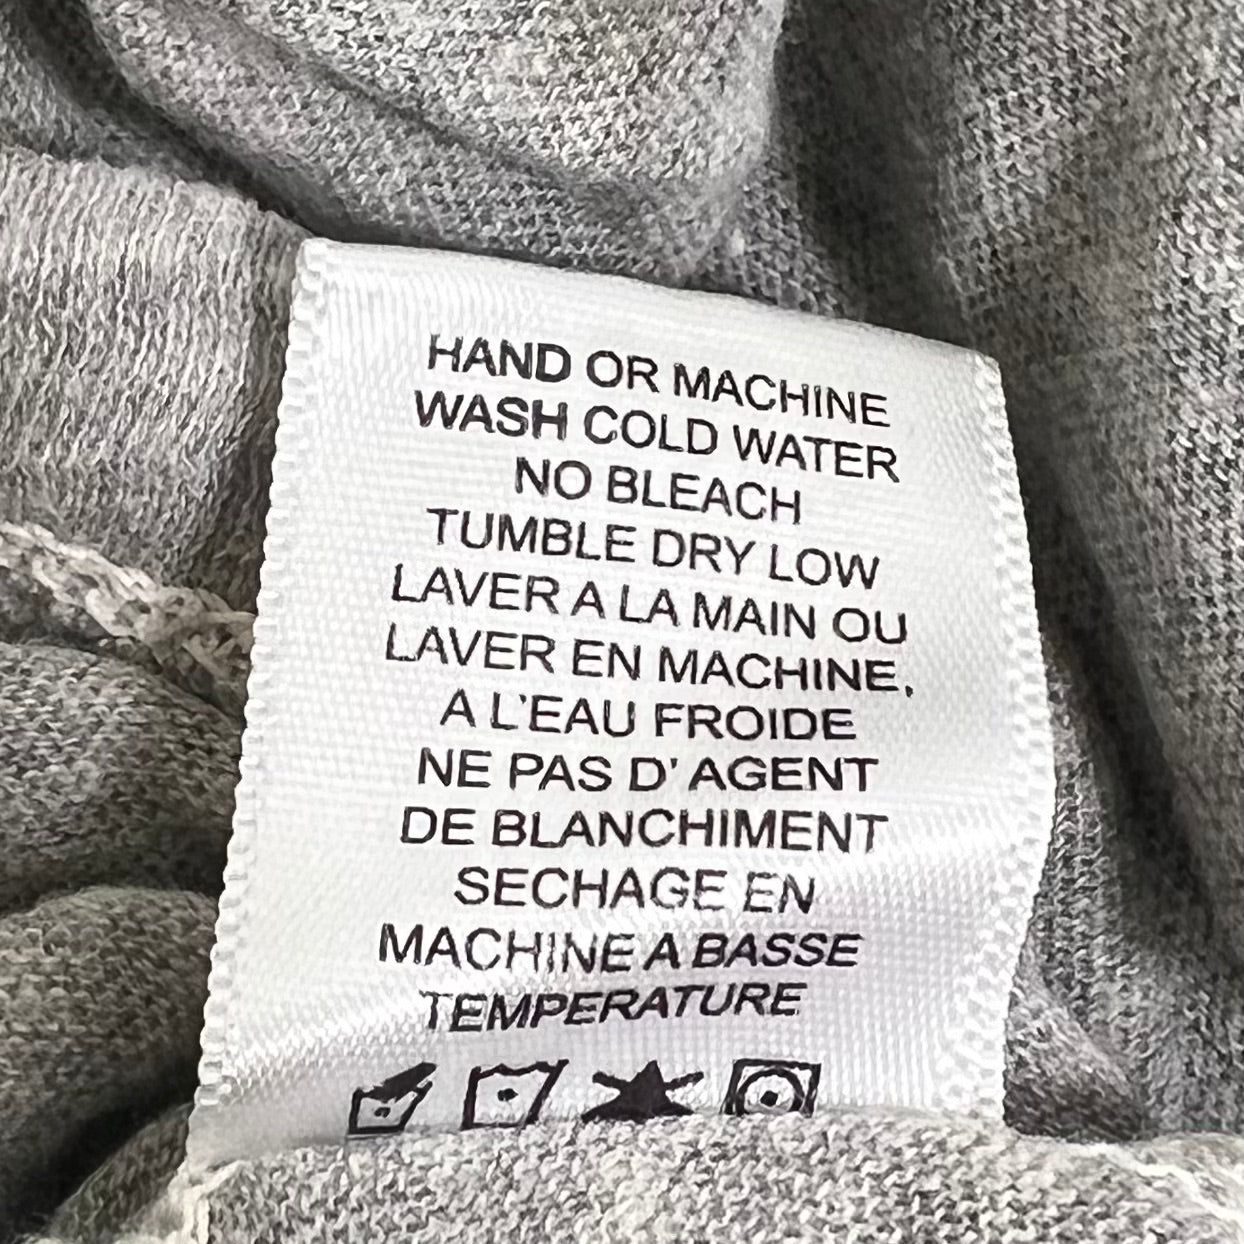 HAND OR MACHINE
WASH COLD WATER
NO BLEACH
TUMBLE DRY LOW
LAVER A LA MAIN OU
LAVER EN MACHINE,
A L'EAU FROIDE
NE PAS D' AGENT
DE BLANCHIMENT
SECHAGE EN
MACHINE A BASSE
TEMPERATURE